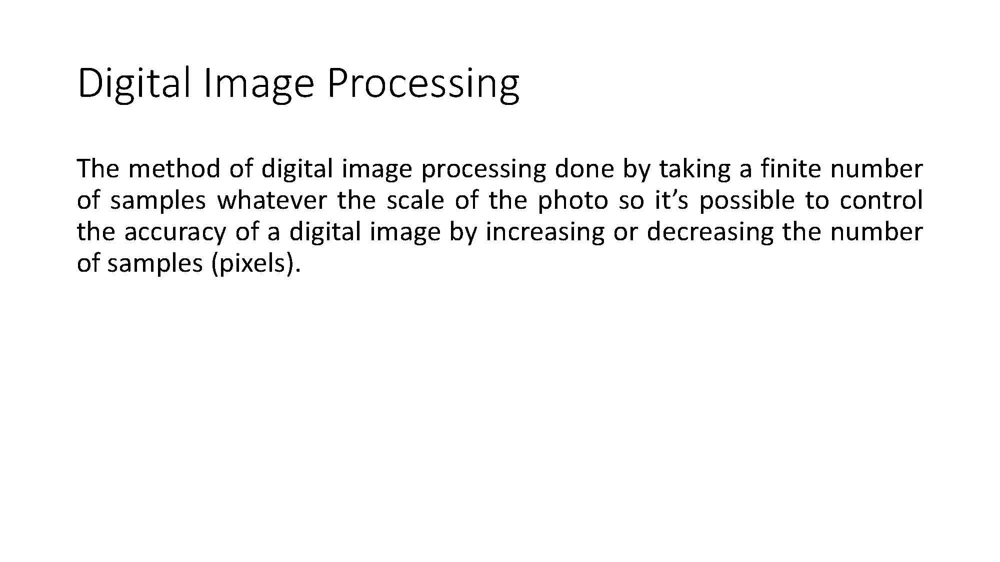 Digital Image Processing
The method of digital image processing done by taking a finite number
of samples whatever the scale of the photo so it’s possible to control
the accuracy of a digital image by increasing or decreasing the number
of samples (pixels).